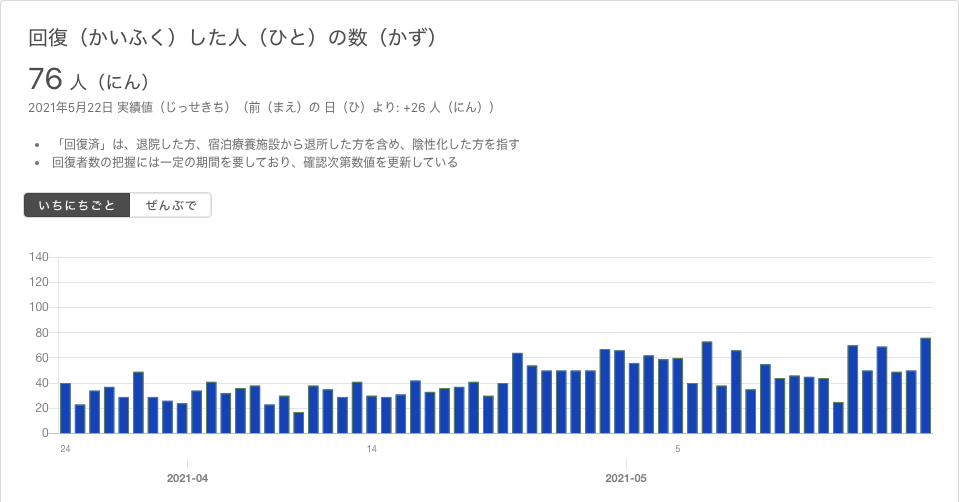 回復（かいふく）した人（ひと）の数（かず）
76 人（にん）
2021年5月22日 実績値（じっせきち）（前（まえ）の 日（ひ）より: +26 人（にん））
「回復済」は、退院した方、宿泊療養施設から退所した方を含め、陰性化した方を指す
回復者数の把握には一定の期間を要しており、確認次第数値を更新している
いちにちごと ぜんぶで
140
120
100
80
60
40
20
0
24 14 5
2021-04 2021-05